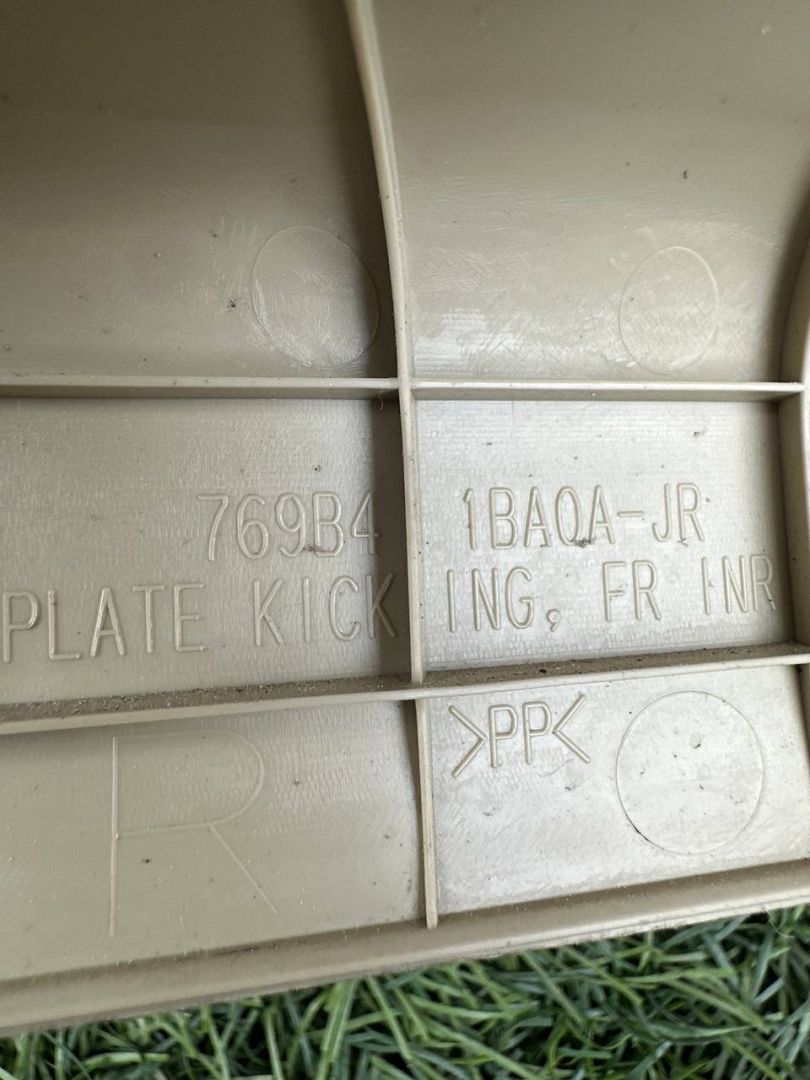 769B4 1BA0A-JR
PLATE KICKING, FR INR
>PP<
R